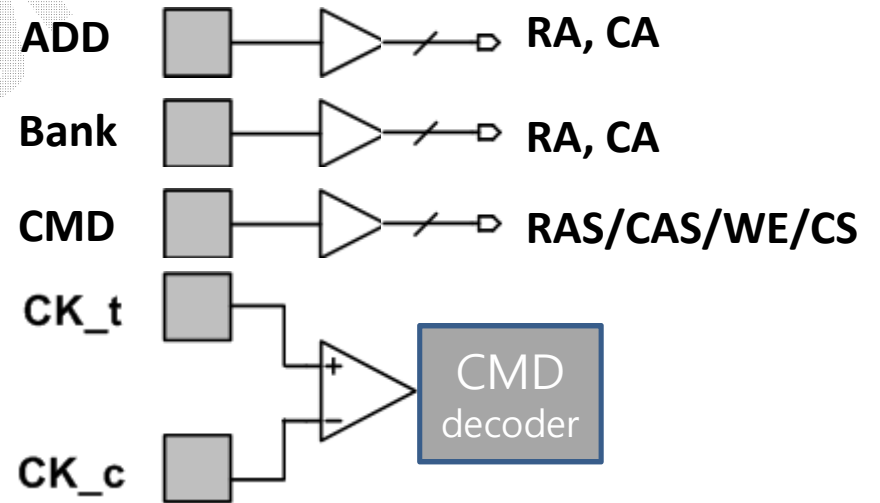 ADD RA, CA
Bank RA, CA
CMD RAS/CAS/WE/CS
CK_t
+
CMD
decoder
−
CK_c